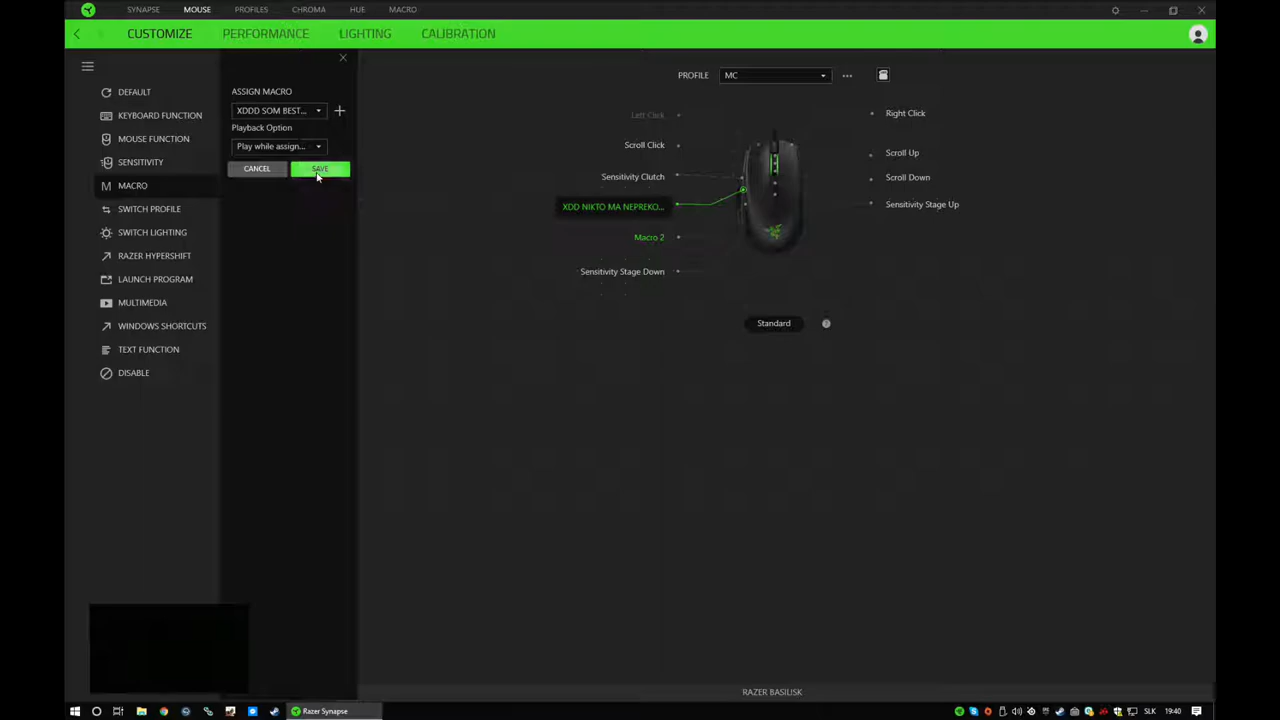 SYNAPSE MOUSE PROFILES CHROMA HUE MACRO
CUSTOMIZE PERFORMANCE LIGHTING CALIBRATION
DEFAULT
KEYBOARD FUNCTION
MOUSE FUNCTION
SENSITIVITY
MACRO
SWITCH PROFILE
SWITCH LIGHTING
RAZER HYPERSHIFT
LAUNCH PROGRAM
MULTIMEDIA
WINDOWS SHORTCUTS
TEXT FUNCTION
DISABLE
ASSIGN MACRO
XDDD SOM BEST...
Playback Option
Play while assign...
CANCEL SAVE
PROFILE MC
Left Click
Scroll Click
Sensitivity Clutch
XDD NIKTO MA NEPREKO...
Macro 2
Sensitivity Stage Down
Right Click
Scroll Up
Scroll Down
Sensitivity Stage Up
Standard ?
RAZER BASILISK
Razer Synapse
SLK 19:40